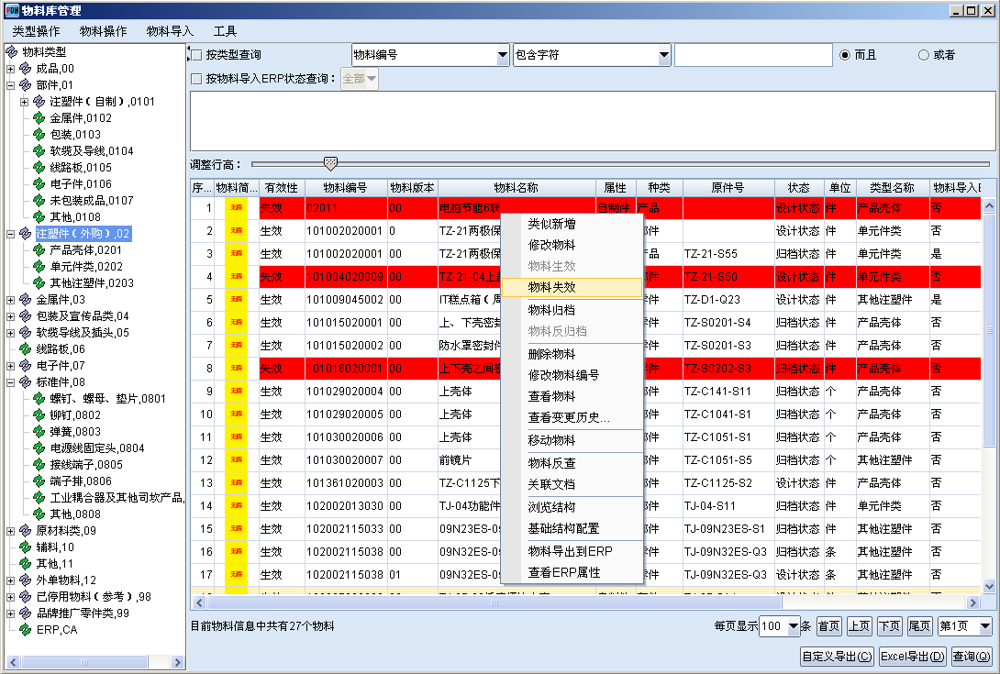 物料库管理
类型操作 物料操作 物料导入 工具
物料类型
成品,00
部件,01
注塑件(自制),0101
金属件,0102
包装,0103
软缆及导线,0104
线路板,0105
电子件,0106
未包装成品,0107
其他,0108
注塑件(外购),02
产品壳体,0201
单元件类,0202
其他注塑件,0203
金属件,03
包装及宣传品类,04
软缆导线及插头,05
线路板,06
电子件,07
标准件,08
螺钉、螺母、垫片,0801
铆钉,0802
弹簧,0803
电源线固定头,0804
接线端子,0805
端子排,0806
工业耦合器及其他司坎产品,
其他,0808
原材料类,09
辅料,10
其他,11
外单物料,12
已停用物料(参考),98
品牌推广零件类,99
ERP,CA
按类型查询 物料编号 包含字符 而且 或者
按物料导入ERP状态查询: 全部
调整行高:
序... 物料简... 有效性 物料编号 物料版本 物料名称 属性 种类 原件号 状态 单位 类型名称 物料导入E
1 无图 失效 02011 00 电脑节能6联 自制件 产品 设计状态 件 产品壳体 否
2 无图 生效 101002020001 0 TZ-21两极保 设计状态 件 单元件类 否
3 无图 生效 101002020001 00 TZ-21两极保 产品 TZ-21-S55 归档状态 件 单元件类 是
4 无图 失效 101004020009 00 TZ-21-04上 TZ-21-S50 设计状态 件 单元件类 否
5 无图 生效 101009045002 00 IT糕点箱( TZ-D1-Q23 设计状态 件 其他注塑件 是
6 无图 生效 101015020001 00 上、下壳密封 TZ-S0201-S4 归档状态 件 产品壳体 否
7 无图 生效 101015020002 00 防水罩密封件 TZ-S0201-S3 归档状态 件 产品壳体 否
8 无图 失效 101016020001 00 上下壳之间密 TZ-S0202-S3 归档状态 件 产品壳体 否
9 无图 生效 101029020004 00 上壳体 TZ-C141-S11 归档状态 个 产品壳体 否
10 无图 生效 101029020005 00 上壳体 TZ-C1041-S1 归档状态 个 产品壳体 否
11 无图 生效 101030020006 00 上壳体 TZ-C1051-S1 归档状态 个 产品壳体 否
12 无图 生效 101030020007 00 前镜片 TZ-C1051-S5 归档状态 个 其他注塑件 否
13 无图 生效 101361020003 00 TZ-C1125下 TZ-C1125-S2 设计状态 件 产品壳体 否
14 无图 生效 102002013030 00 TJ-04功能件 TJ-04-S11 归档状态 个 单元件类 否
15 无图 生效 102002115033 00 09N23ES-09 TJ-09N23ES-S1 归档状态 件 其他注塑件 否
16 无图 生效 102002115038 00 09N32ES-09 TJ-09N32ES-Q3 归档状态 条 其他注塑件 否
17 无图 生效 102002115038 01 09N32ES-09 TJ-09N32ES-Q3 设计状态 条 其他注塑件 否
类似新增
修改物料
物料生效
物料失效
物料归档
物料反归档
删除物料
修改物料编号
查看物料
查看变更历史...
移动物料
物料反查
关联文档
浏览结构
基础结构配置
物料导出到ERP
查看ERP属性
目前物料信息中共有27个物料 每页显示 100 条 首页 上页 下页 尾页 第1页
自定义导出(C) Excel导出(D) 查询(Q)